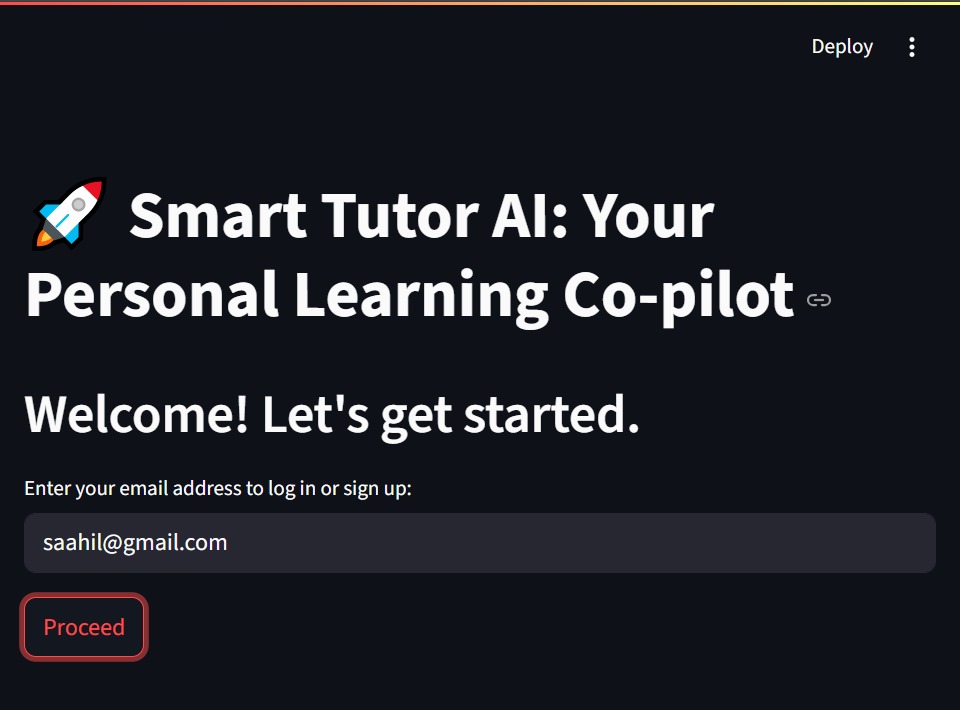 Deploy
🚀 Smart Tutor AI: Your
Personal Learning Co-pilot
Welcome! Let's get started.
Enter your email address to log in or sign up:
saahil@gmail.com
Proceed